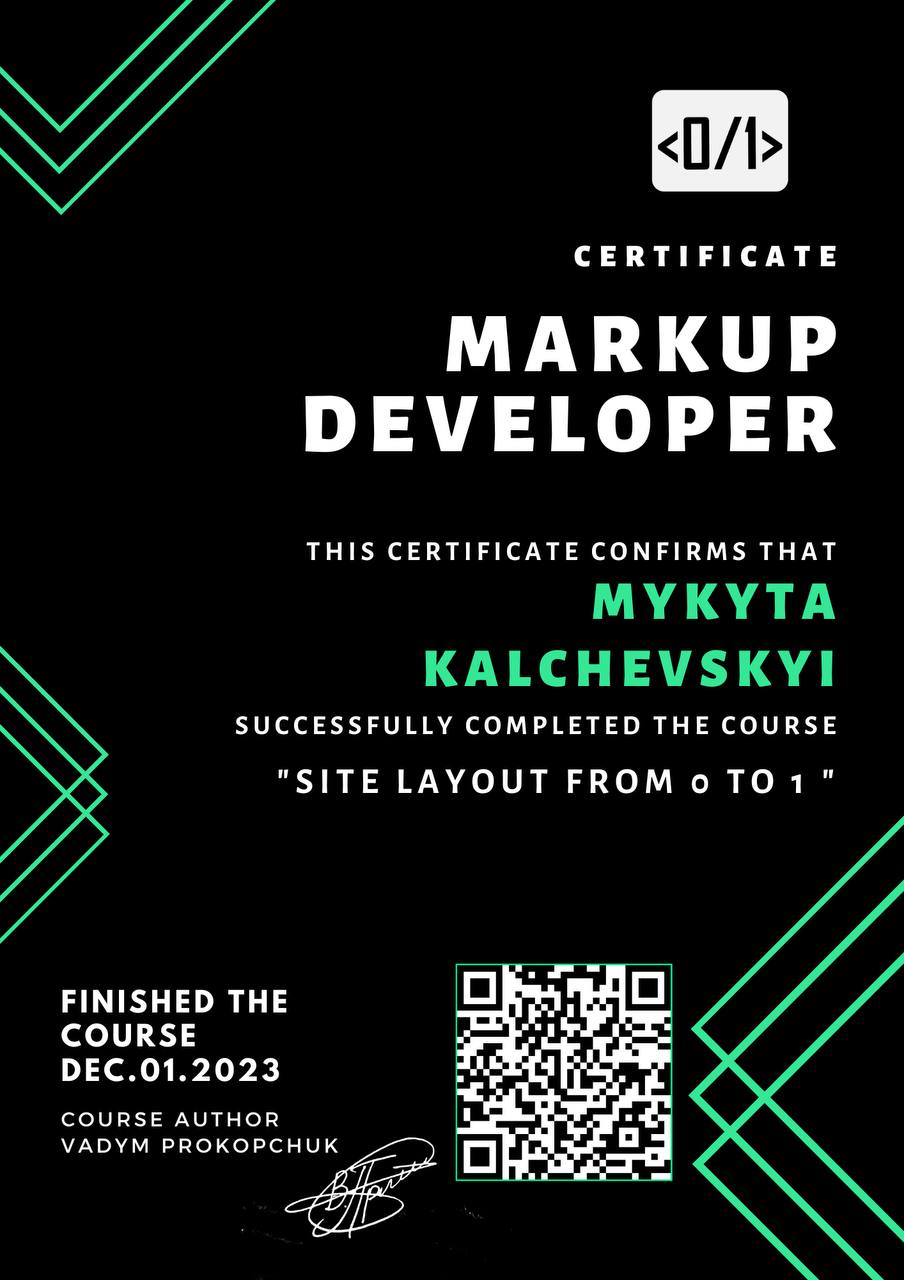 <0/1>
CERTIFICATE
MARKUP
DEVELOPER
THIS CERTIFICATE CONFIRMS THAT
MYKYTA
KALCHEVSKYI
SUCCESSFULLY COMPLETED THE COURSE
"SITE LAYOUT FROM 0 TO 1 "
FINISHED THE
COURSE
DEC.01.2023
COURSE AUTHOR
VADYM PROKOPCHUK